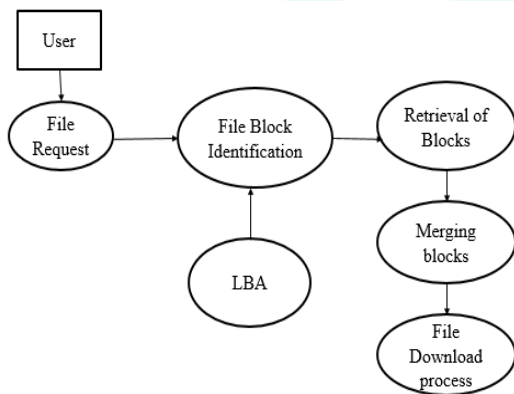 User
File
Request
File Block
Identification
Retrieval of
Blocks
LBA
Merging
blocks
File
Download
process